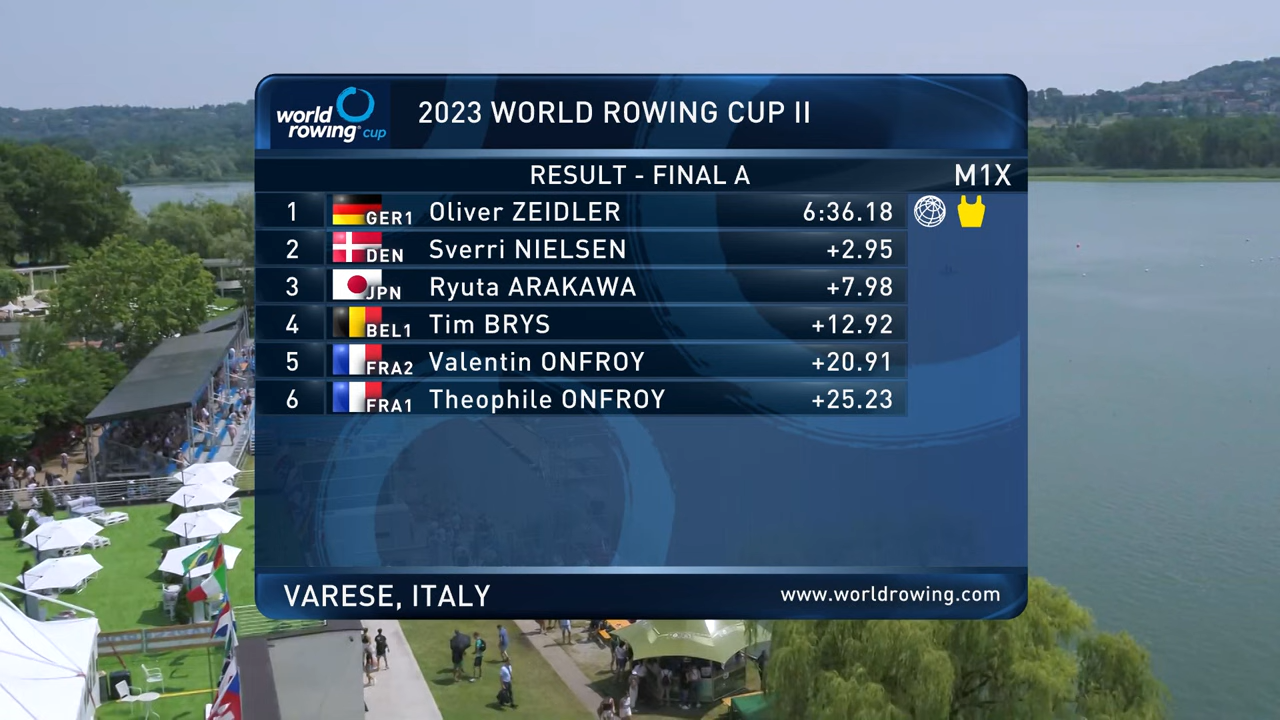 world rowing cup
2023 WORLD ROWING CUP II
RESULT - FINAL A M1X
1 GER1 Oliver ZEIDLER 6:36.18
2 DEN Sverri NIELSEN +2.95
3 JPN Ryuta ARAKAWA +7.98
4 BEL1 Tim BRYS +12.92
5 FRA2 Valentin ONFROY +20.91
6 FRA1 Theophile ONFROY +25.23
VARESE, ITALY www.worldrowing.com